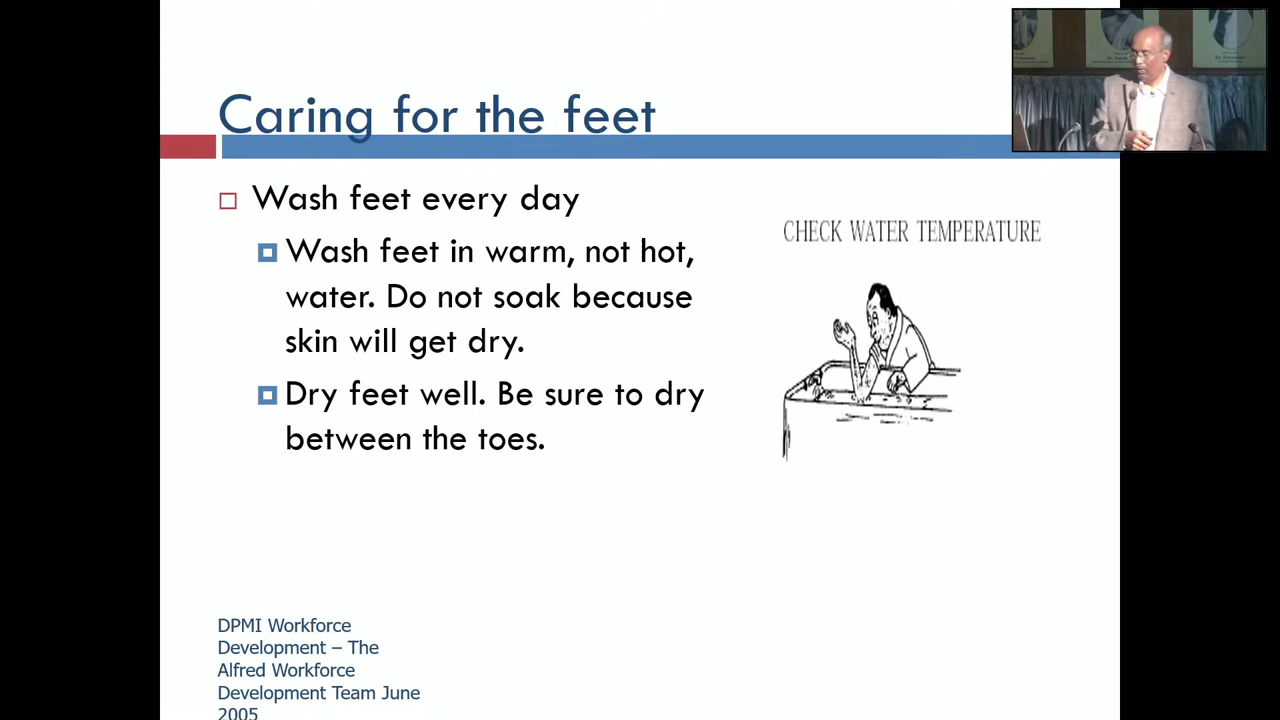 Caring for the feet
Wash feet every day
Wash feet in warm, not hot,
water. Do not soak because
skin will get dry.
Dry feet well. Be sure to dry
between the toes.
CHECK WATER TEMPERATURE
DPMI Workforce
Development – The
Alfred Workforce
Development Team June
2005